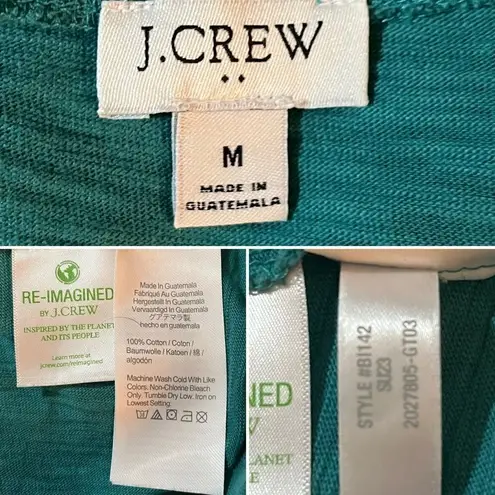 J.CREW
M
MADE IN
GUATEMALA
RE-IMAGINED
BY J.CREW
INSPIRED BY THE PLANET
AND ITS PEOPLE
Learn more at
jcrew.com/reimagined
Made In Guatemala
Fabriqué Au Guatemala
Hergestellt In Guatemala
Vervaardigd In Guatemala
グアテマラ製
hecho en guatemala
100% Cotton / Coton /
Baumwolle / Katoen / 綿/
algodón
Machine Wash Cold With Like
Colors. Non-Chlorine Bleach
Only. Tumble Dry Low. Iron on
Lowest Setting.
NED
W
LANET
E
STYLE #BI142
SU23
2027805-GT03